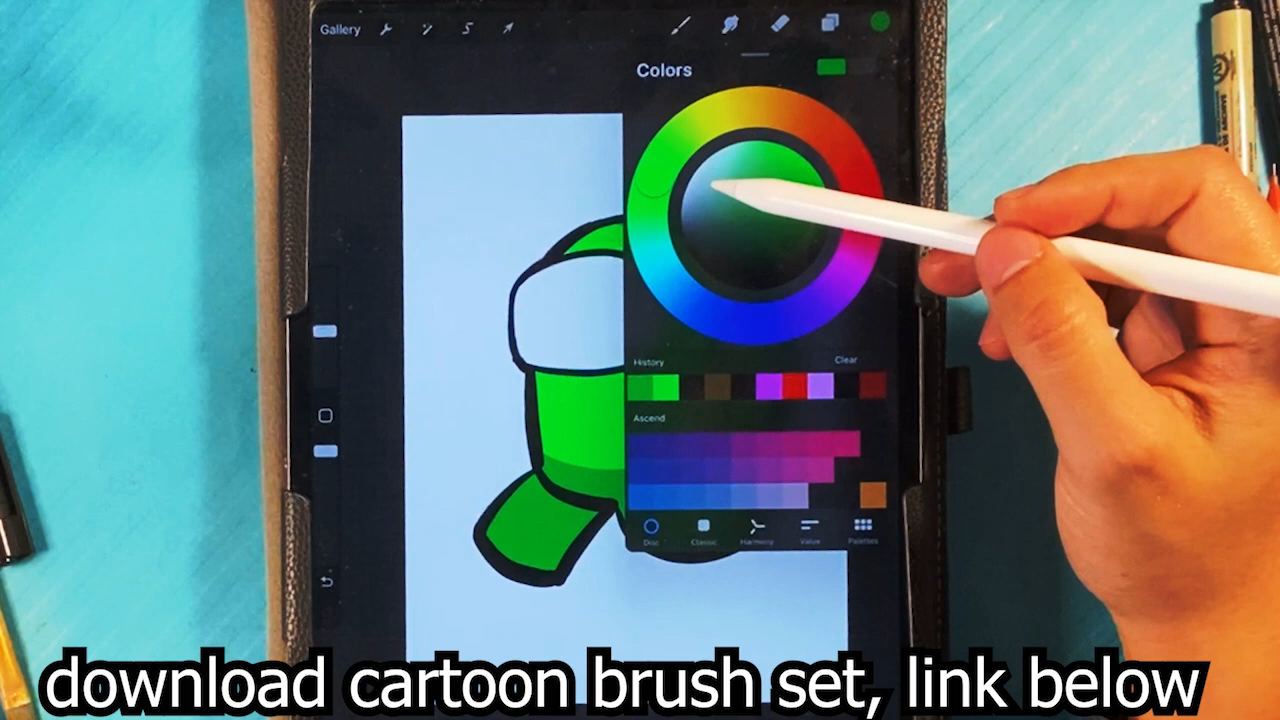 Gallery
Colors
History
Clear
Ascend
Disc
Classic
Harmony
Value
Palettes
download cartoon brush set, link below